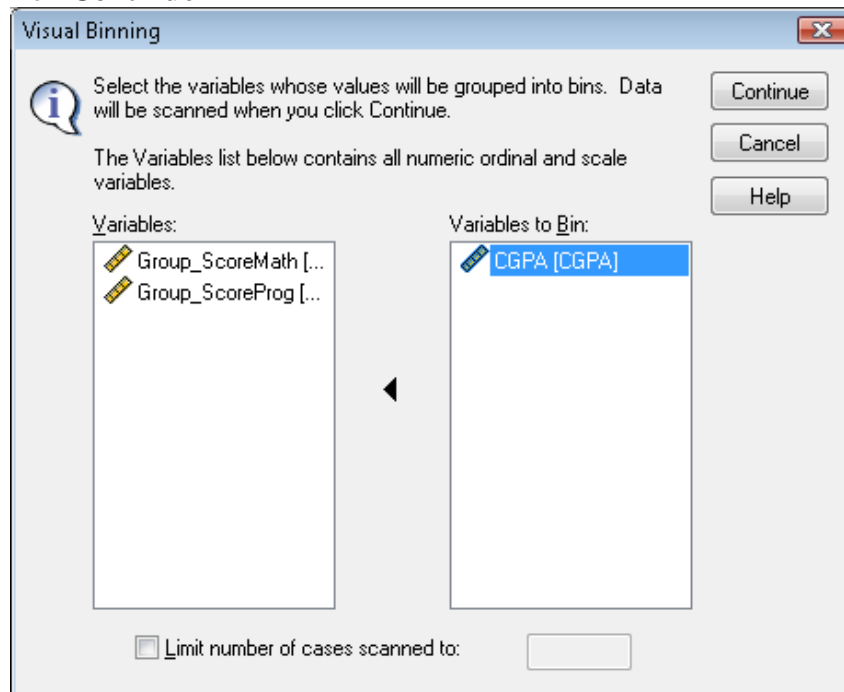 Visual Binning
Select the variables whose values will be grouped into bins. Data
will be scanned when you click Continue.
The Variables list below contains all numeric ordinal and scale
variables.
Continue
Cancel
Help
Variables:
Group_ScoreMath [...
Group_ScoreProg [...
Variables to Bin:
CGPA [CGPA]
Limit number of cases scanned to: